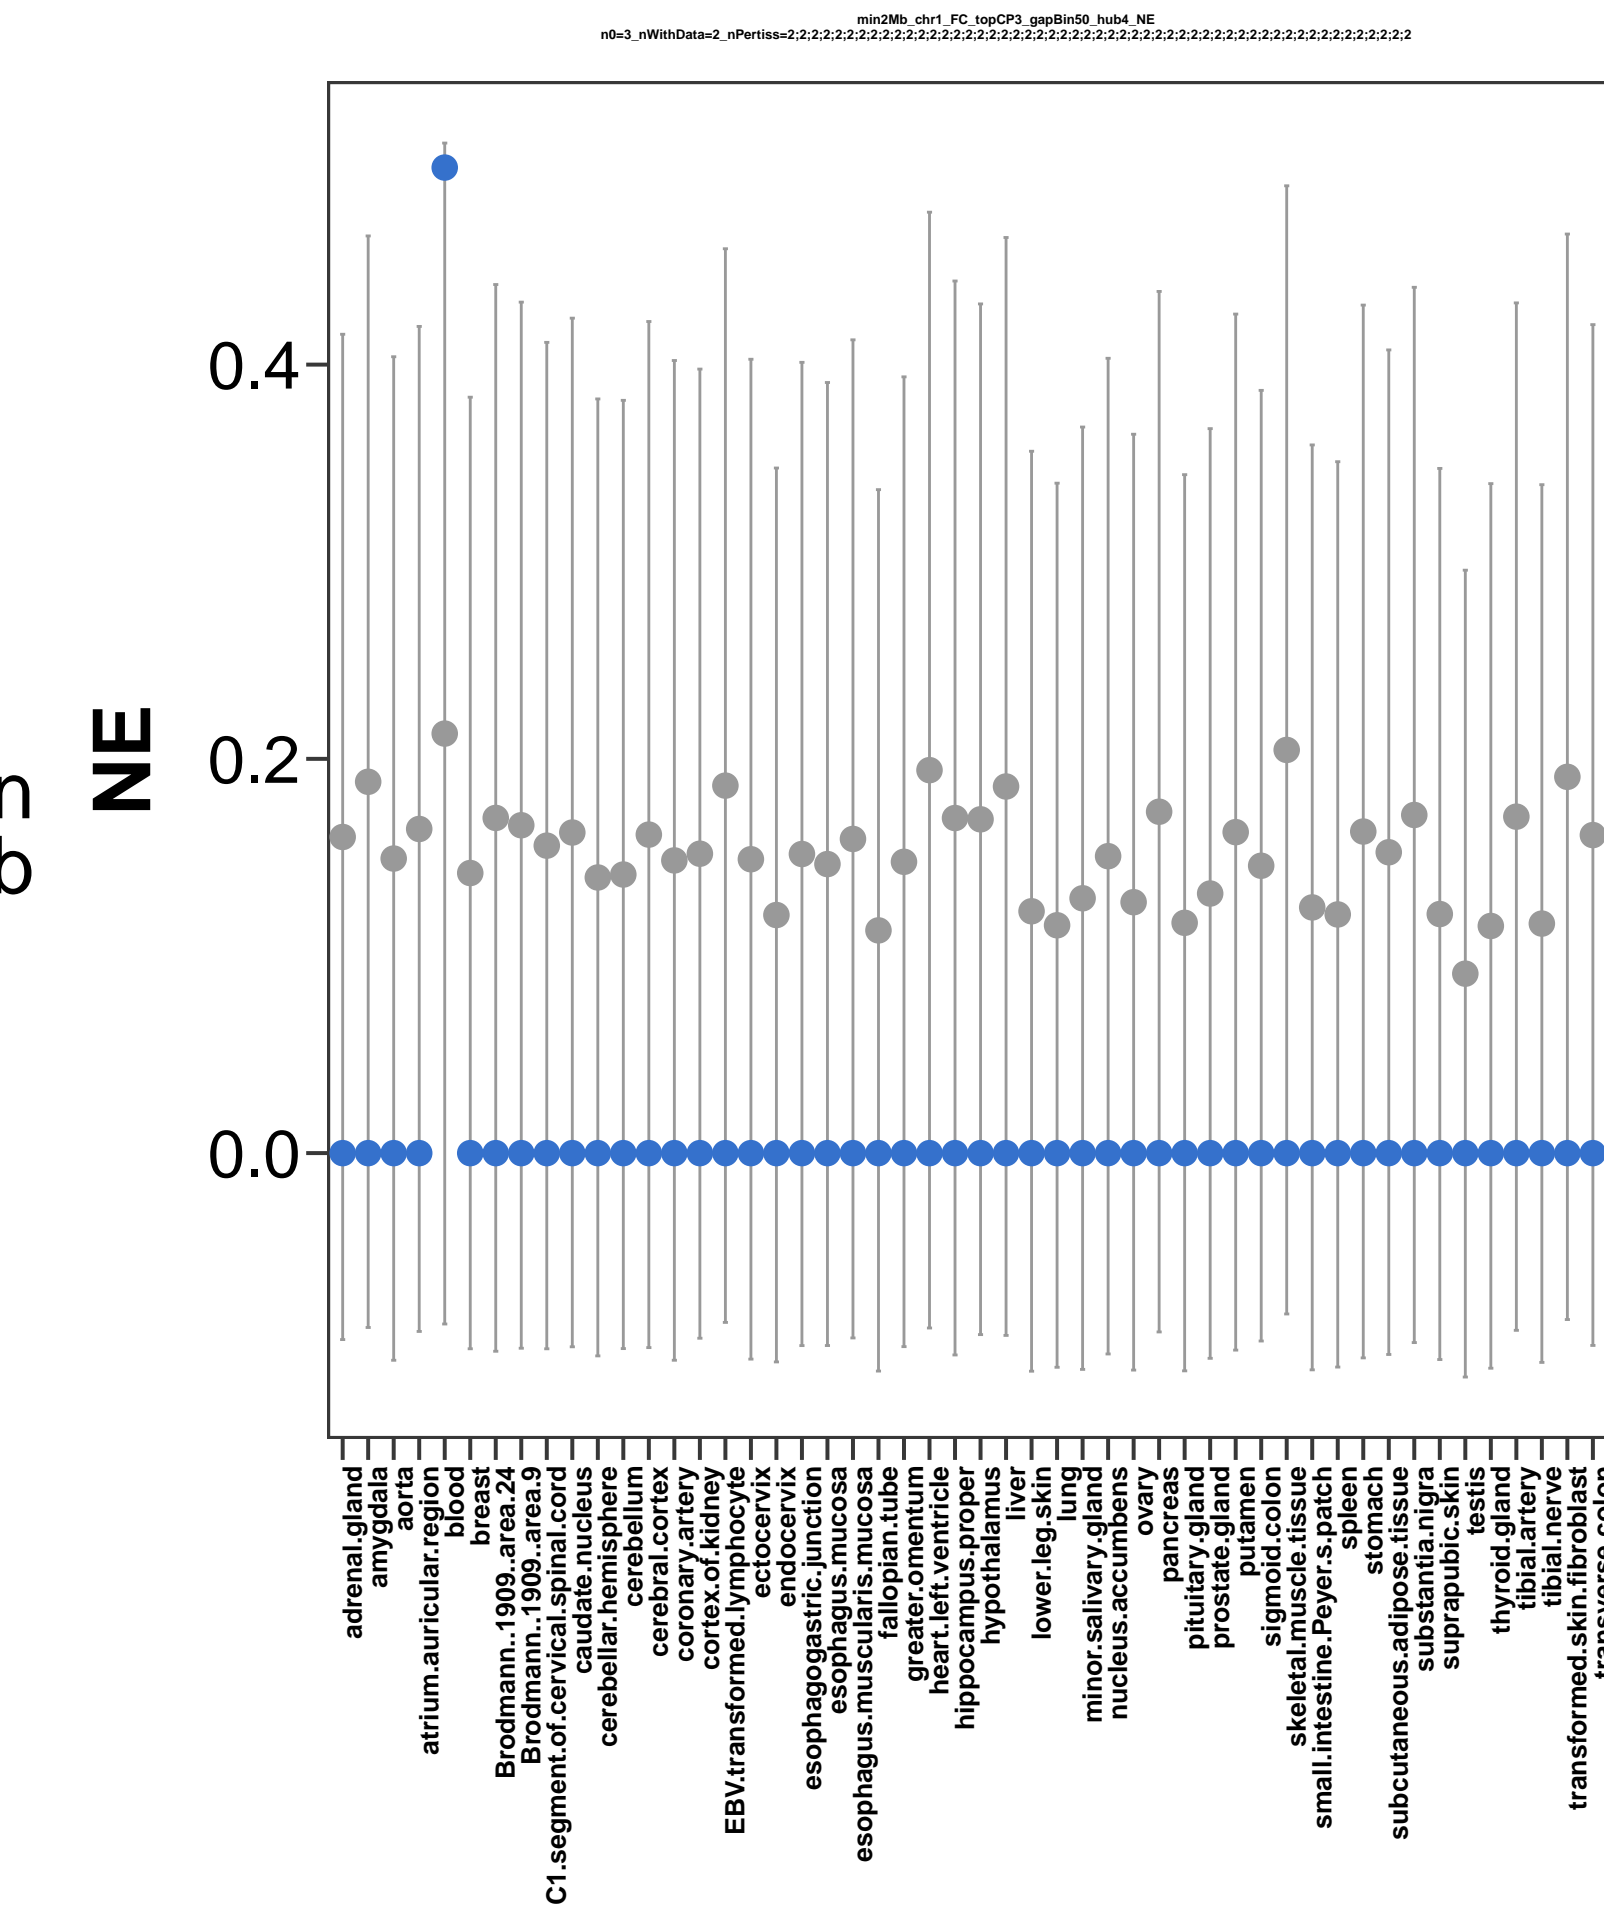 min2Mb_chr1_FC_topCP3_gapBin50_hub4_NE
n0=3_nWithData=2_nPertiss=2;2;2;2;2;2;2;2;2;2;2;2;2;2;2;2;2;2;2;2;2;2;2;2;2;2;2;2;2;2;2;2;2;2;2;2;2;2;2;2;2;2;2;2;2;2;2;2;2;2;2;2;2
n
b
NE
0.4
0.2
0.0
adrenal.gland
amygdala
aorta
atrium.auricular.region
blood
breast
Brodmann..1909..area.24
Brodmann..1909..area.9
C1.segment.of.cervical.spinal.cord
caudate.nucleus
cerebellar.hemisphere
cerebellum
cerebral.cortex
coronary.artery
cortex.of.kidney
EBV.transformed.lymphocyte
ectocervix
endocervix
esophagogastric.junction
esophagus.mucosa
esophagus.muscularis.mucosa
fallopian.tube
greater.omentum
heart.left.ventricle
hippocampus.proper
hypothalamus
liver
lower.leg.skin
lung
minor.salivary.gland
nucleus.accumbens
ovary
pancreas
pituitary.gland
prostate.gland
putamen
sigmoid.colon
skeletal.muscle.tissue
small.intestine.Peyer.s.patch
spleen
stomach
subcutaneous.adipose.tissue
substantia.nigra
suprapubic.skin
testis
thyroid.gland
tibial.artery
tibial.nerve
transformed.skin.fibroblast
transverse.colon